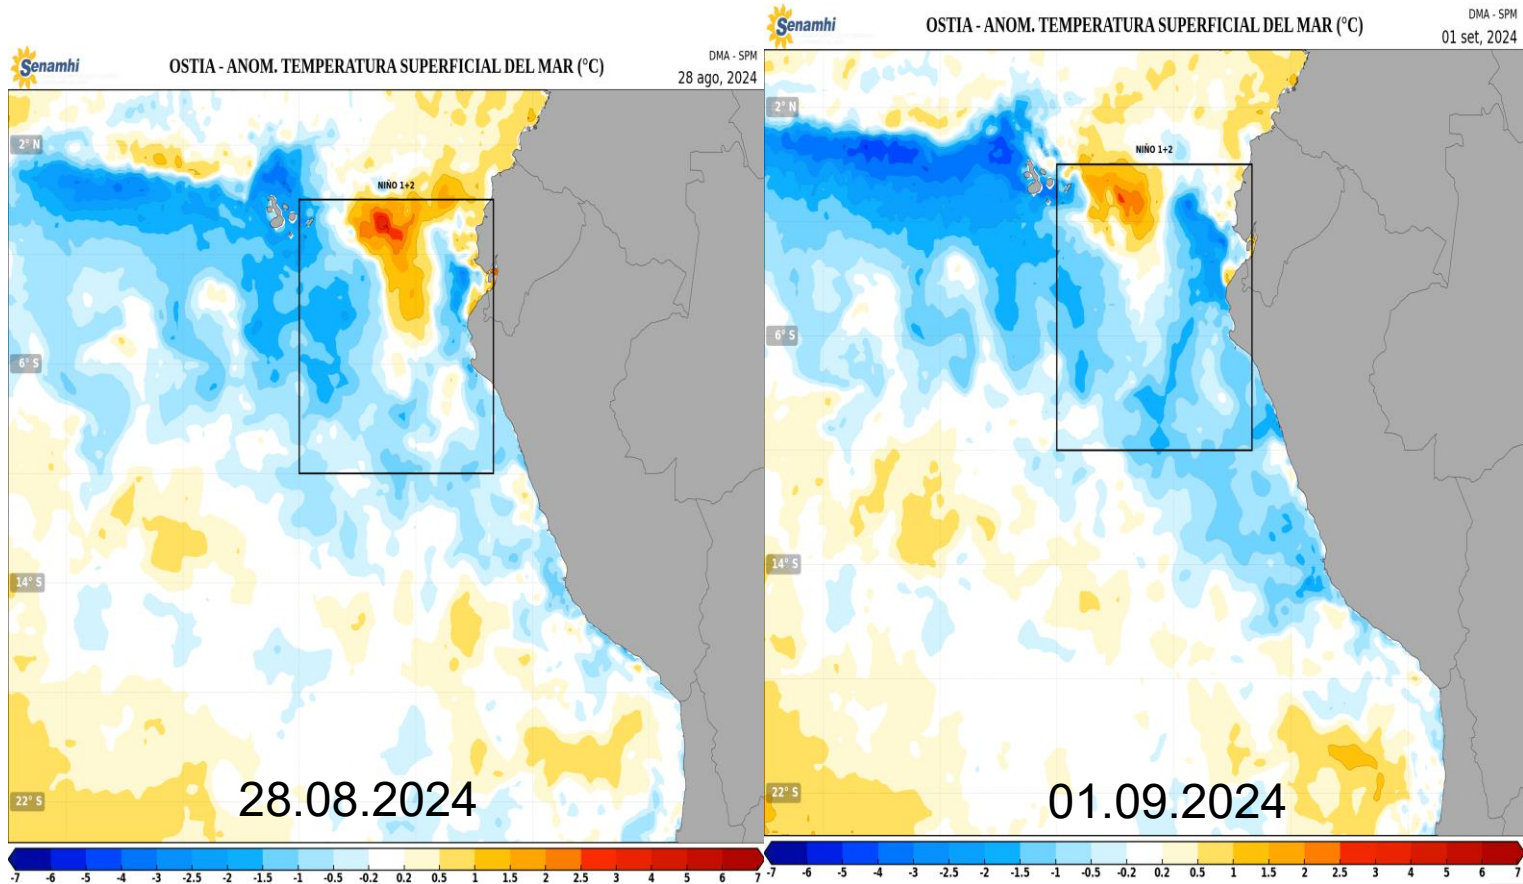 Senamhi
OSTIA - ANOM. TEMPERATURA SUPERFICIAL DEL MAR (°C)
DMA - SPM
28 ago, 2024
2° N
NIÑO 1+2
6° S
14° S
22° S
28.08.2024
-7 -6 -5 -4 -3 -2.5 -2 -1.5 -1 -0.5 -0.2 0.2 0.5 1 1.5 2 2.5 3 4 5 6 7
Senamhi
OSTIA - ANOM. TEMPERATURA SUPERFICIAL DEL MAR (°C)
DMA - SPM
01 set, 2024
2° N
NIÑO 1+2
6° S
14° S
22° S
01.09.2024
-7 -6 -5 -4 -3 -2.5 -2 -1.5 -1 -0.5 -0.2 0.2 0.5 1 1.5 2 2.5 3 4 5 6 7